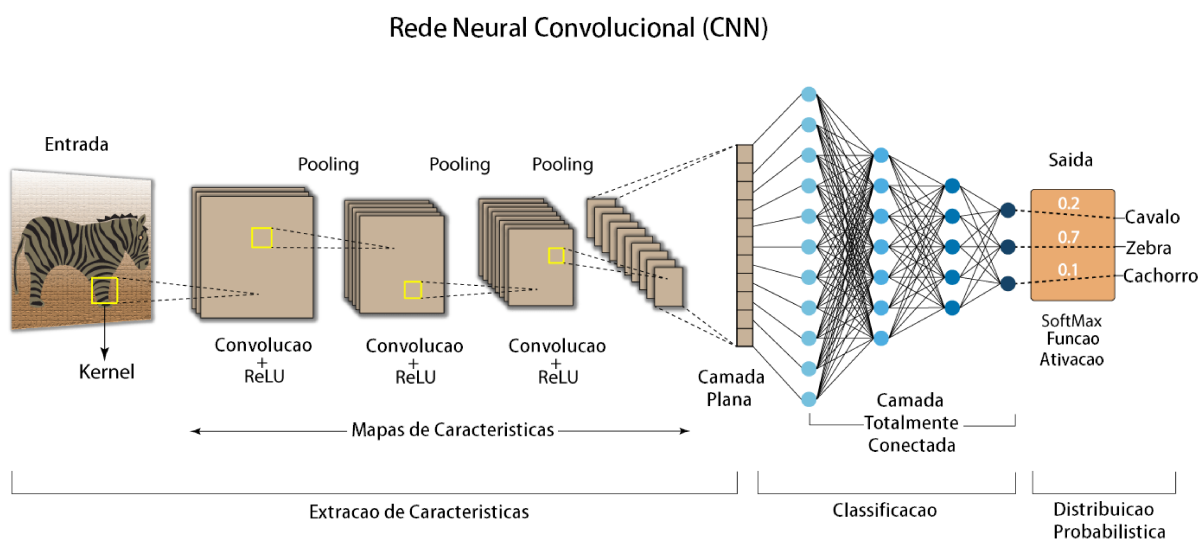 Rede Neural Convolucional (CNN)
Entrada
Pooling
Pooling
Pooling
Saida
0.2
Cavalo
0.7
Zebra
0.1
Cachorro
SoftMax
Funcao
Ativacao
Kernel
Convolucao
+
ReLU
Convolucao
+
ReLU
Convolucao
+
ReLU
Camada
Plana
Camada
Totalmente
Conectada
Mapas de Caracteristicas
Extracao de Caracteristicas
Classificacao
Distribuicao
Probabilistica